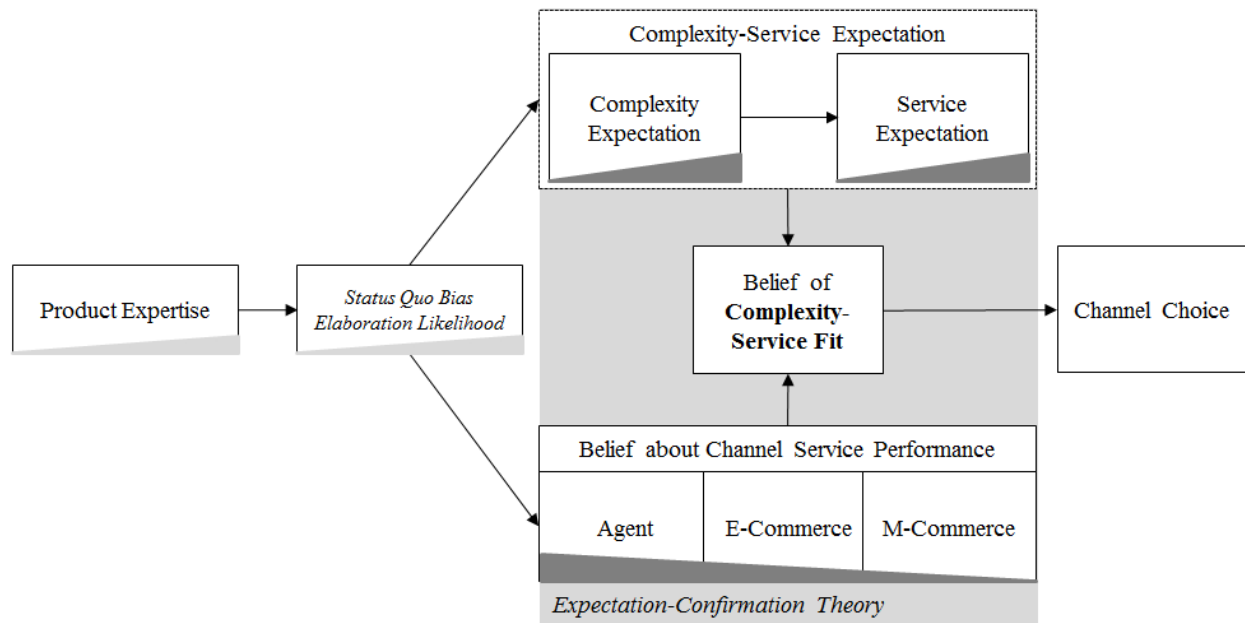 Complexity-Service Expectation
Complexity
Expectation
Service
Expectation
Product Expertise
Status Quo Bias
Elaboration Likelihood
Belief of
Complexity-
Service Fit
Channel Choice
Belief about Channel Service Performance
Agent
E-Commerce
M-Commerce
Expectation-Confirmation Theory